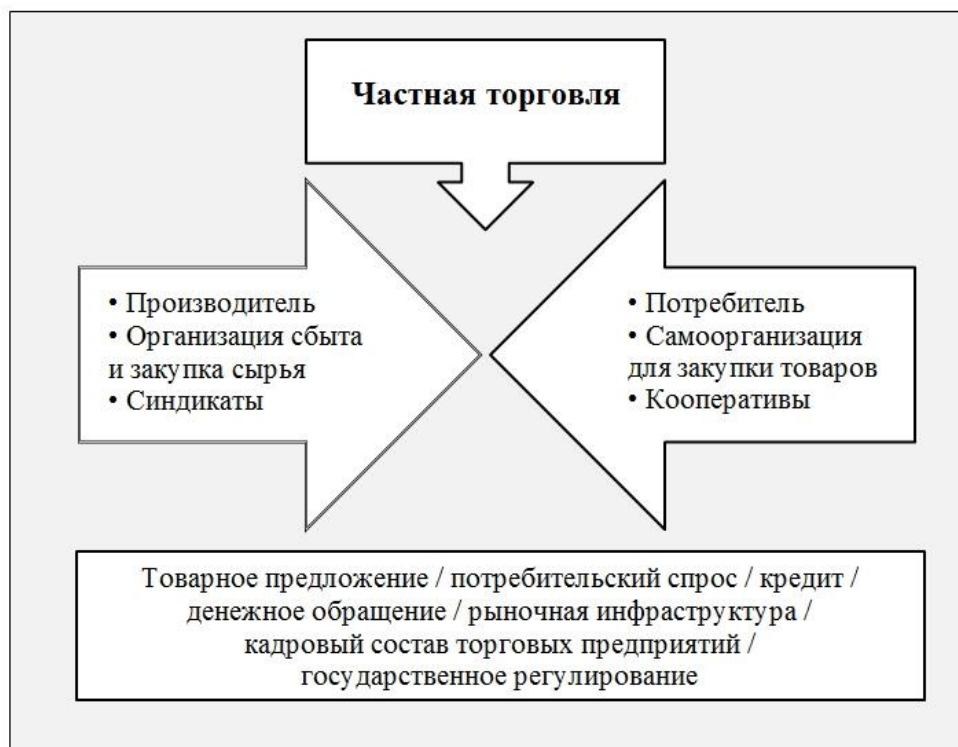 Частная торговля
• Производитель
• Организация сбыта
и закупка сырья
• Синдикаты
• Потребитель
• Самоорганизация
для закупки товаров
• Кооперативы
Товарное предложение / потребительский спрос / кредит /
денежное обращение / рыночная инфраструктура /
кадровый состав торговых предприятий /
государственное регулирование